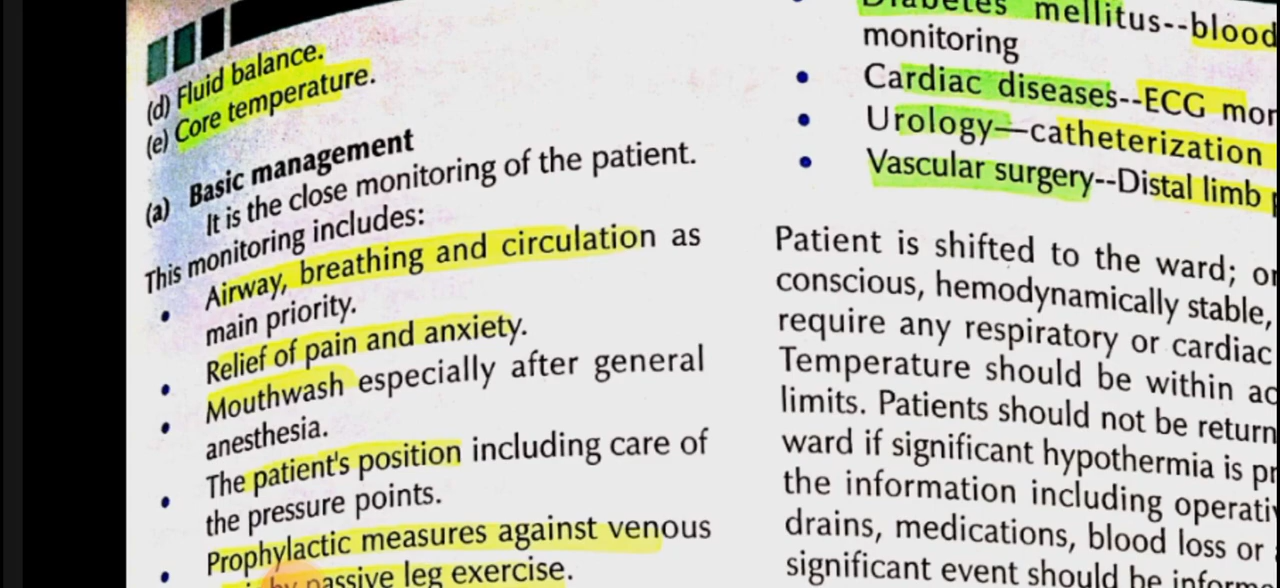 (d) Fluid balance.
(e) Core temperature.
(a) Basic management
It is the close monitoring of the patient.
This monitoring includes:
• Airway, breathing and circulation as
main priority.
• Relief of pain and anxiety.
• Mouthwash especially after general
anesthesia.
• The patient's position including care of
the pressure points.
• Prophylactic measures against venous
by passive leg exercise.
• Diabetes mellitus--blood
monitoring
• Cardiac diseases--ECG
• Urology—catheterization
• Vascular surgery--Distal limb
Patient is shifted to the ward;
conscious, hemodynamically stable,
require any respiratory or cardiac
Temperature should be within
limits. Patients should not be
ward if significant hypothermia is
the information including
drains, medications, blood loss or
significant event should be